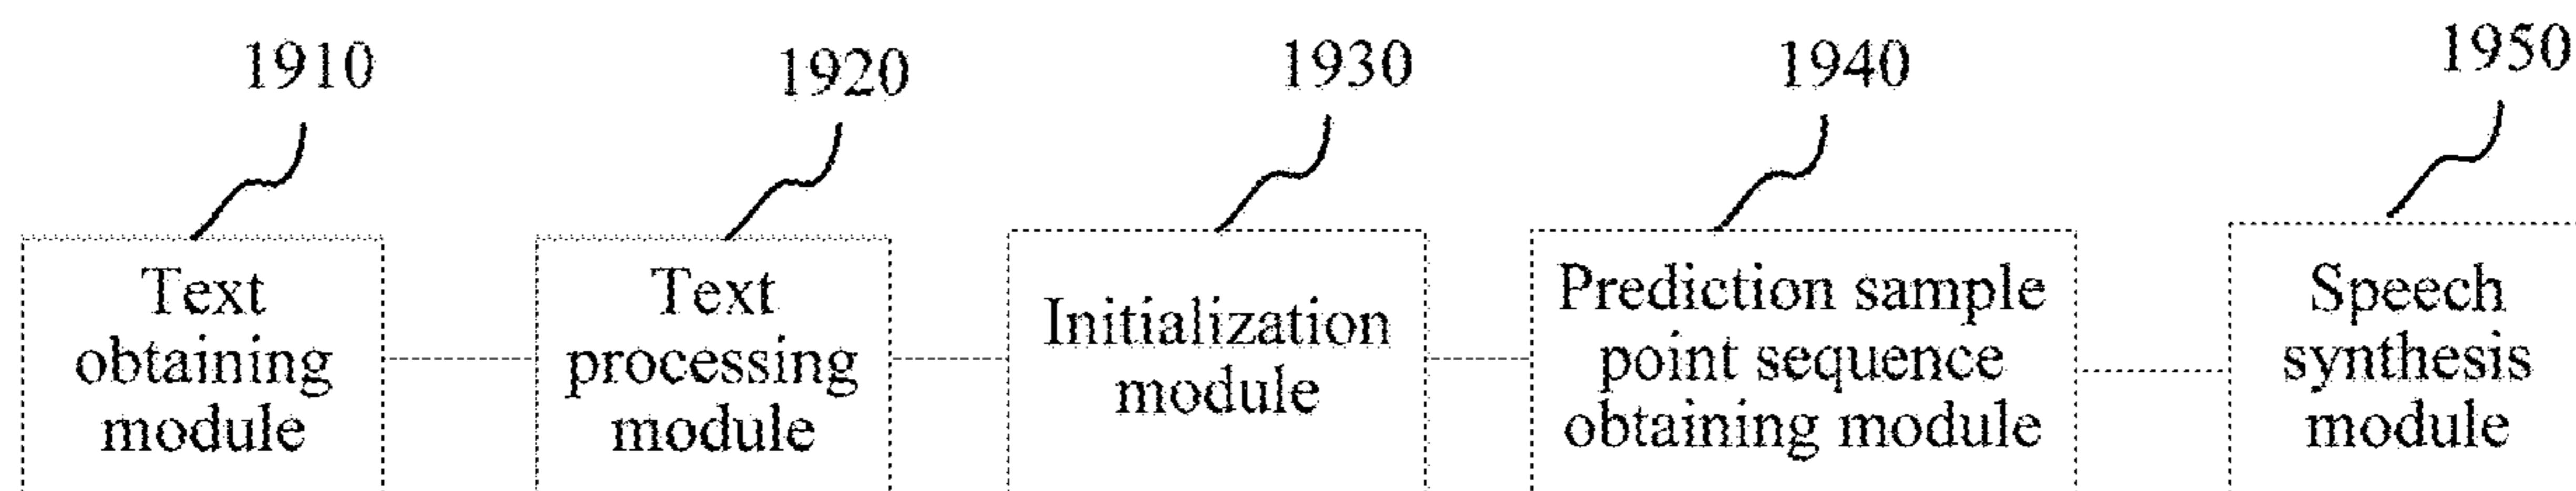 1910 1920 1930 1940 1950
Text
obtaining
module
Text
processing
module
Initialization
module
Prediction sample
point sequence
obtaining module
Speech
synthesis
module